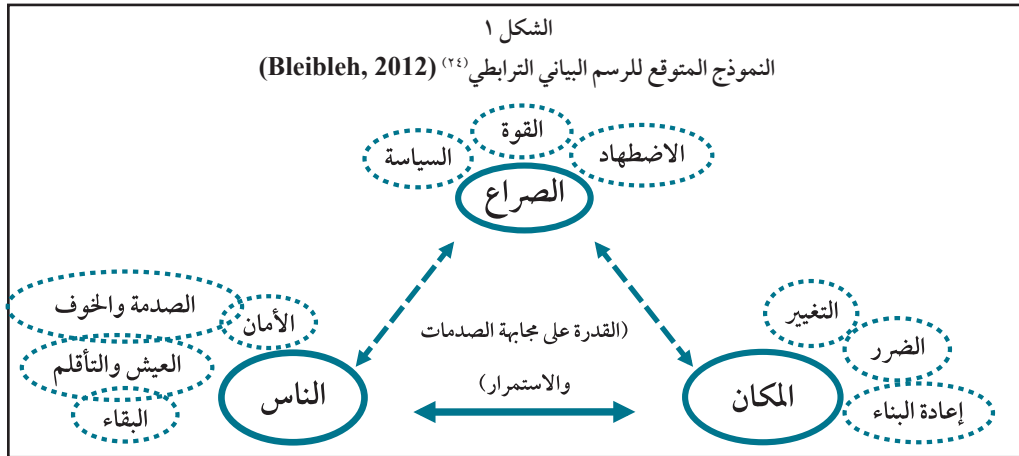 الشكل ١
النموذج المتوقع للرسم البياني الترابطي(٢٤) (Bleibleh, 2012)
القوة
الاضطهاد
السياسة
الصراع
الصدمة والخوف
الأمان
العيش والتأقلم
البقاء
الناس
(القدرة على مجابهة الصدمات
والاستمرار)
التغيير
الضرر
إعادة البناء
المكان